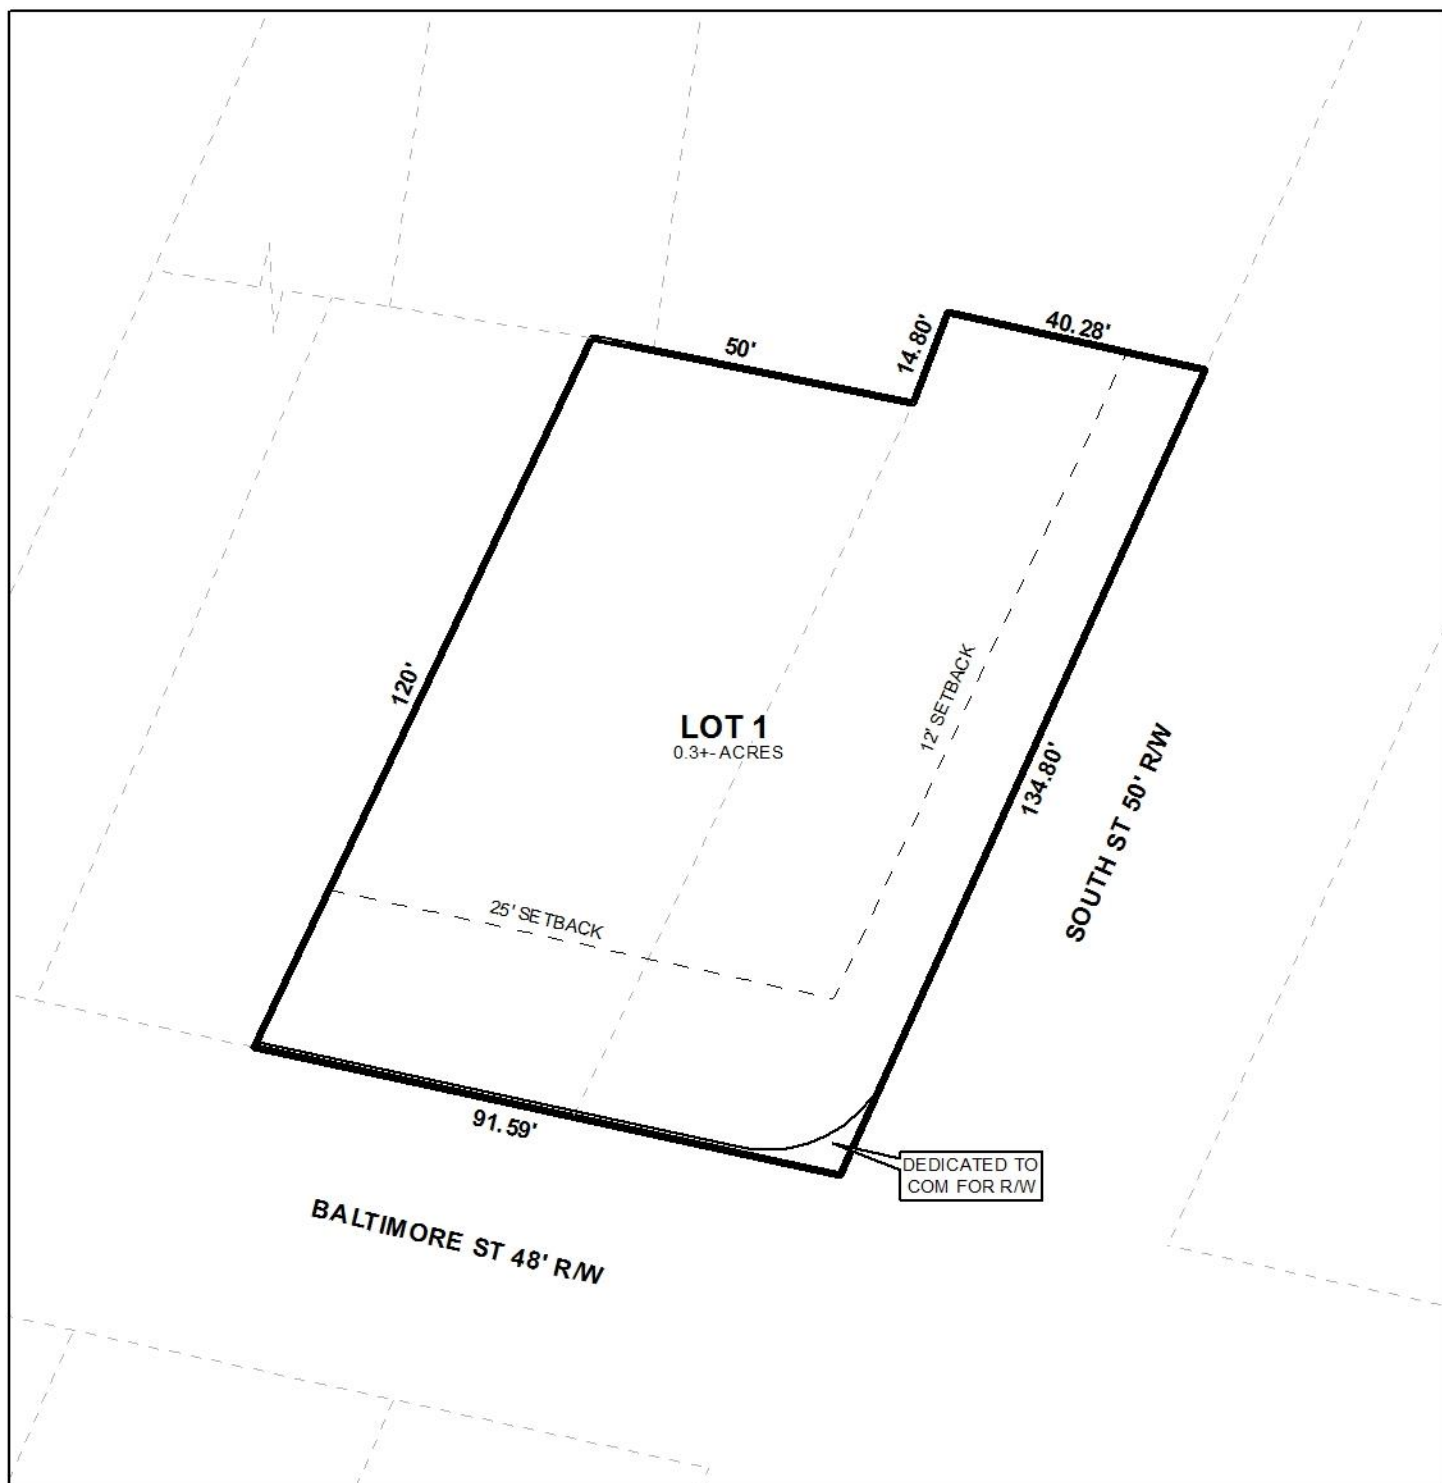 40.28'
14.80'
50'
120'
12' SETBACK
LOT 1
0.3+- ACRES
134.80'
SOUTH ST 50' R/W
25' SETBACK
91.59'
DEDICATED TO
COM FOR R/W
BALTIMORE ST 48' R/W